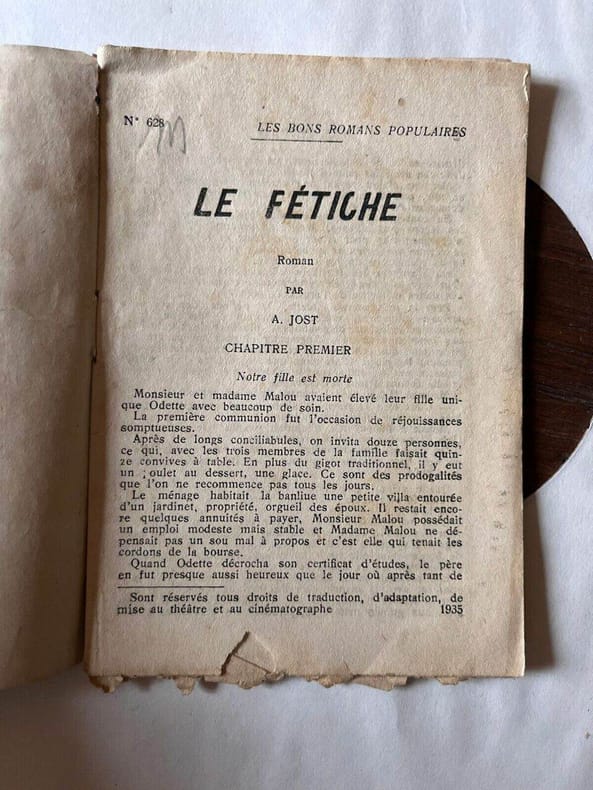 N° 628
LES BONS ROMANS POPULAIRES
LE FÉTICHE
Roman
PAR
A. JOST
CHAPITRE PREMIER
Notre fille est morte
Monsieur et madame Malou avaient élevé leur fille uni-
que Odette avec beaucoup de soin.
La première communion fut l'occasion de réjouissances
somptueuses.
Après de longs conciliabules, on invita douze personnes,
ce qui, avec les trois membres de la famille faisait quin-
ze convives à table. En plus du gigot traditionnel, il y eut
un ;oulet au dessert, une glace. Ce sont des prodogalités
que l'on ne recommence pas tous les jours.
Le ménage habitait la banliue une petite villa entourée
d'un jardinet, propriété, orgueil des époux. Il restait enco-
re quelques annuités à payer, Monsieur Malou possédait
un emploi modeste mais stable et Madame Malou ne dé-
pensait pas un sou mal à propos et c'est elle qui tenait les
cordons de la bourse.
Quand Odette décrocha son certificat d'études, le père
en fut presque aussi heureux que le jour où après tant de
Sont réservés tous droits de traduction, d'adaptation, de
mise au théâtre et au cinématographe 1935